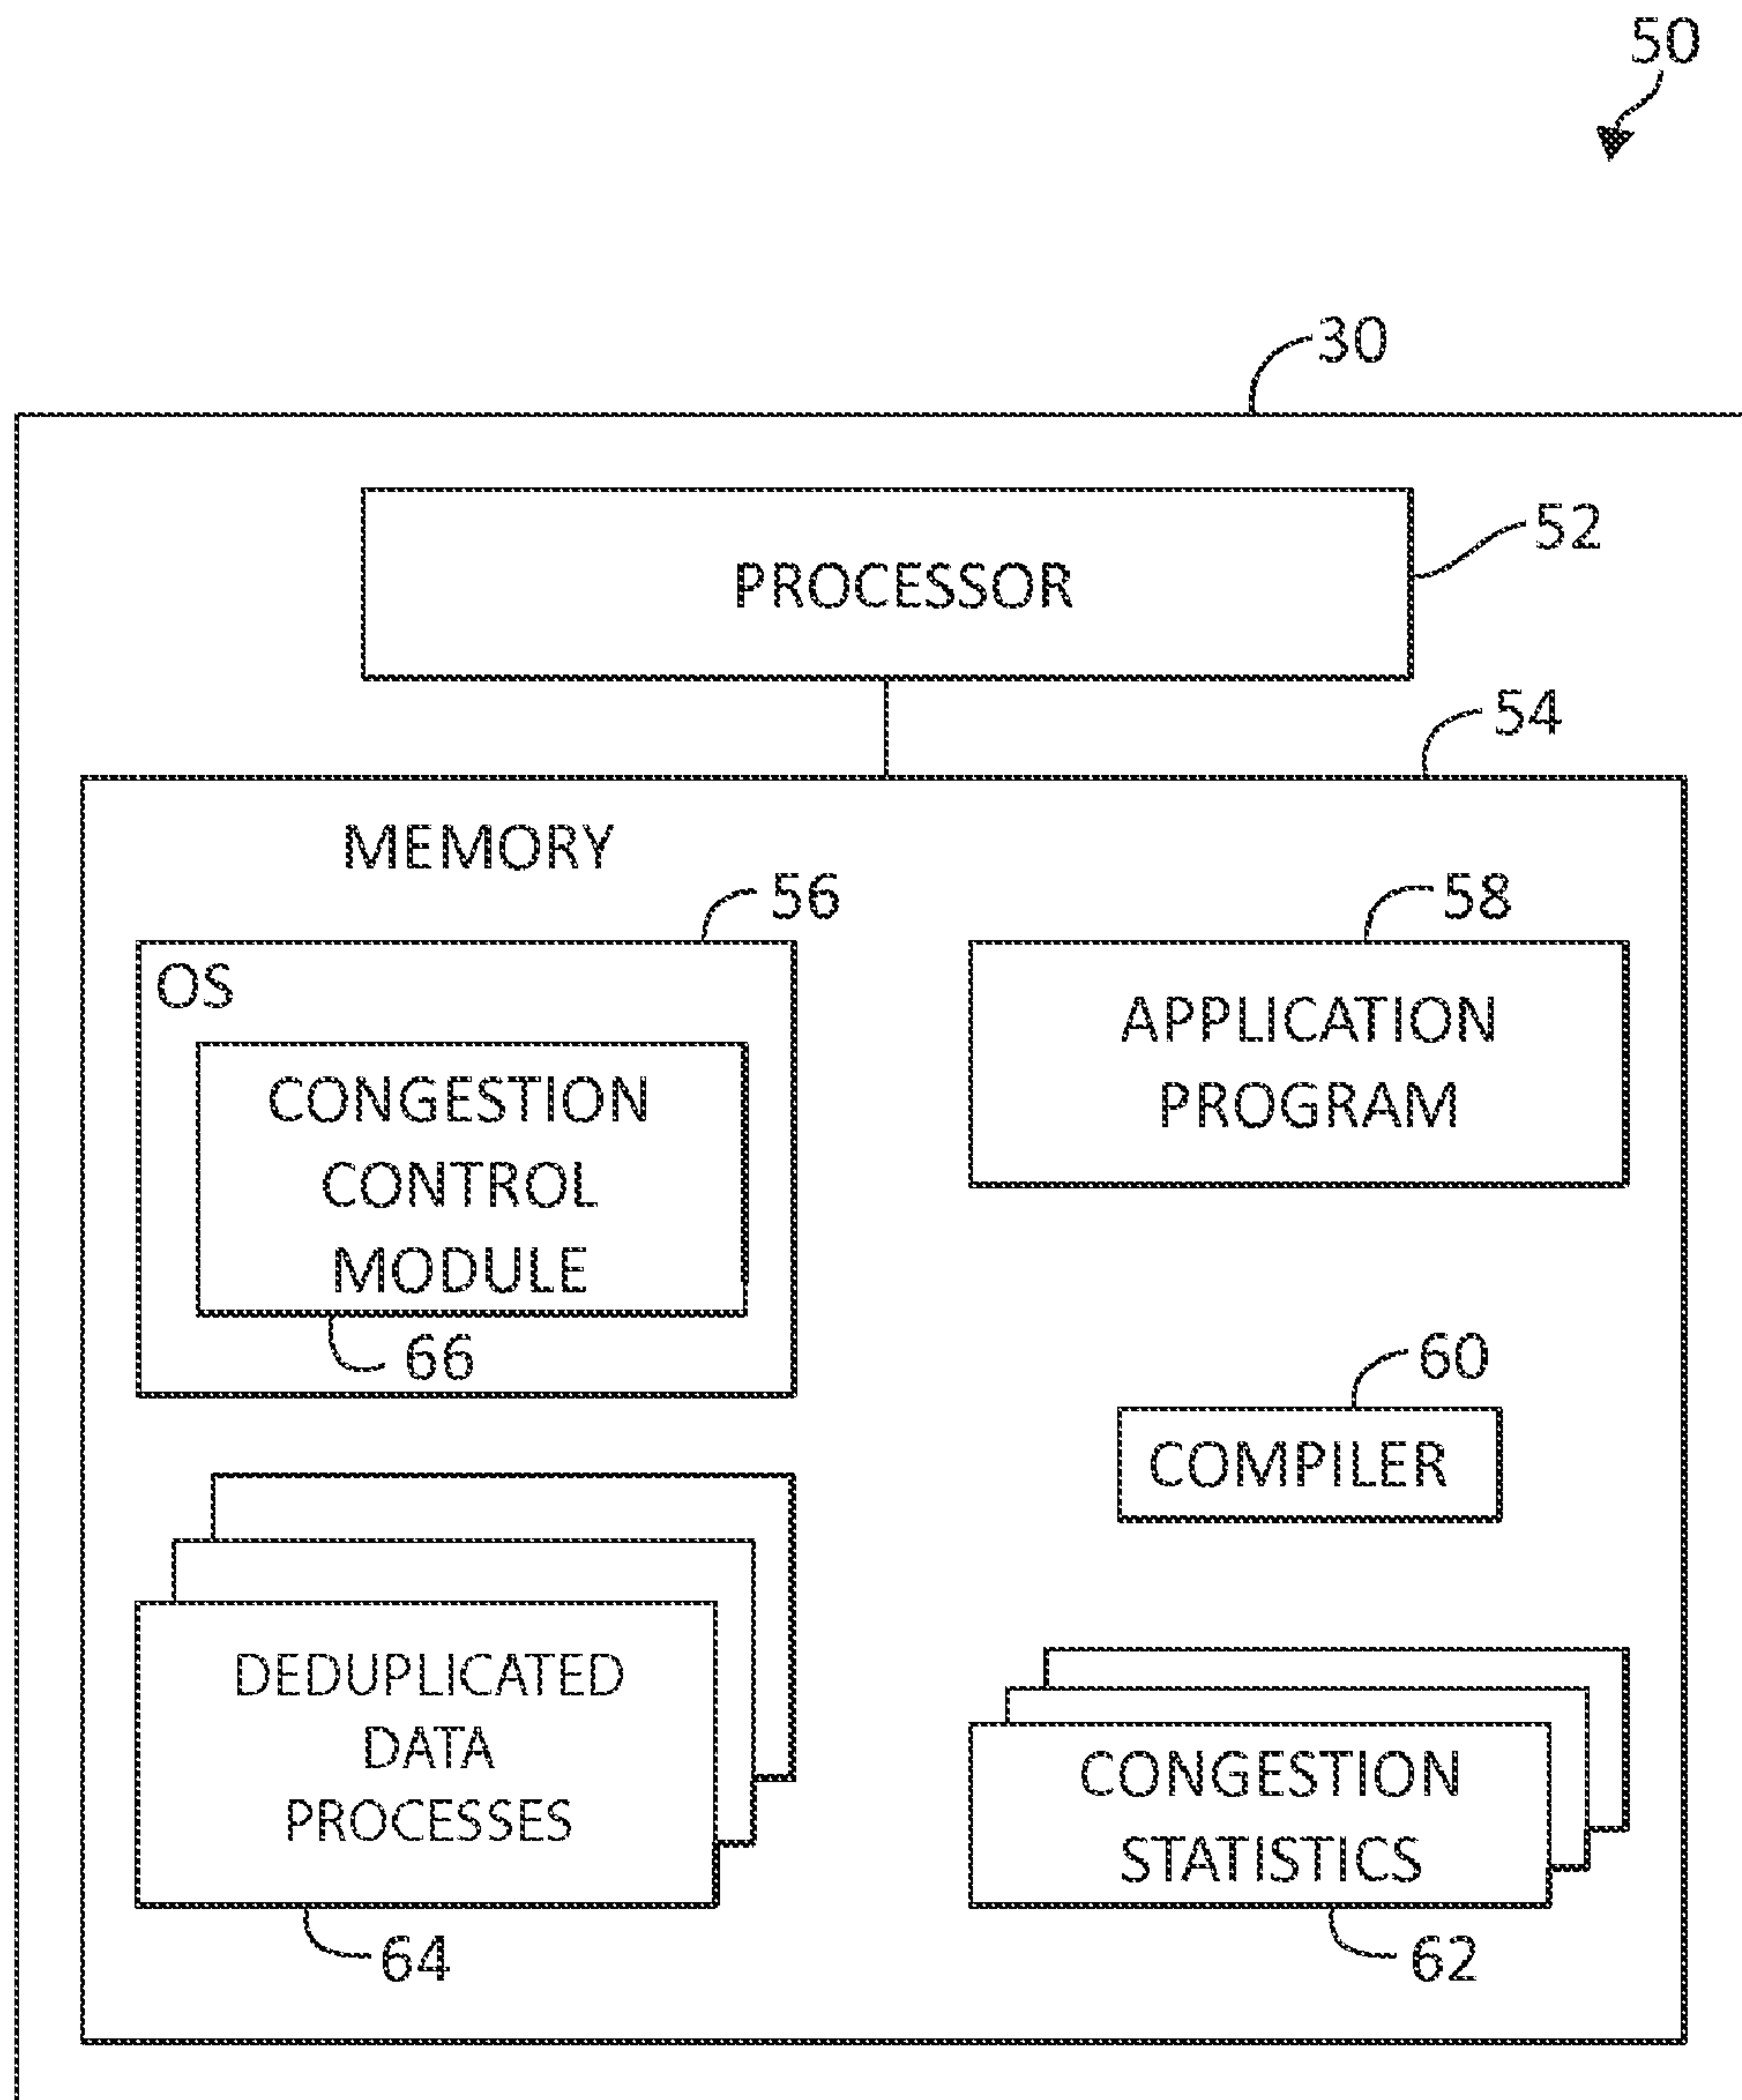 50
30
PROCESSOR
52
54
MEMORY
56
58
OS
CONGESTION
CONTROL
MODULE
66
APPLICATION
PROGRAM
60
COMPILER
DEDUPLICATED
DATA
PROCESSES
64
CONGESTION
STATISTICS
62